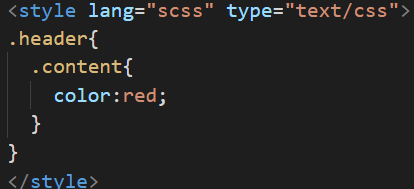 <style lang="scss" type="text/css">
.header{
  .content{
    color:red;
  }
}
</style>